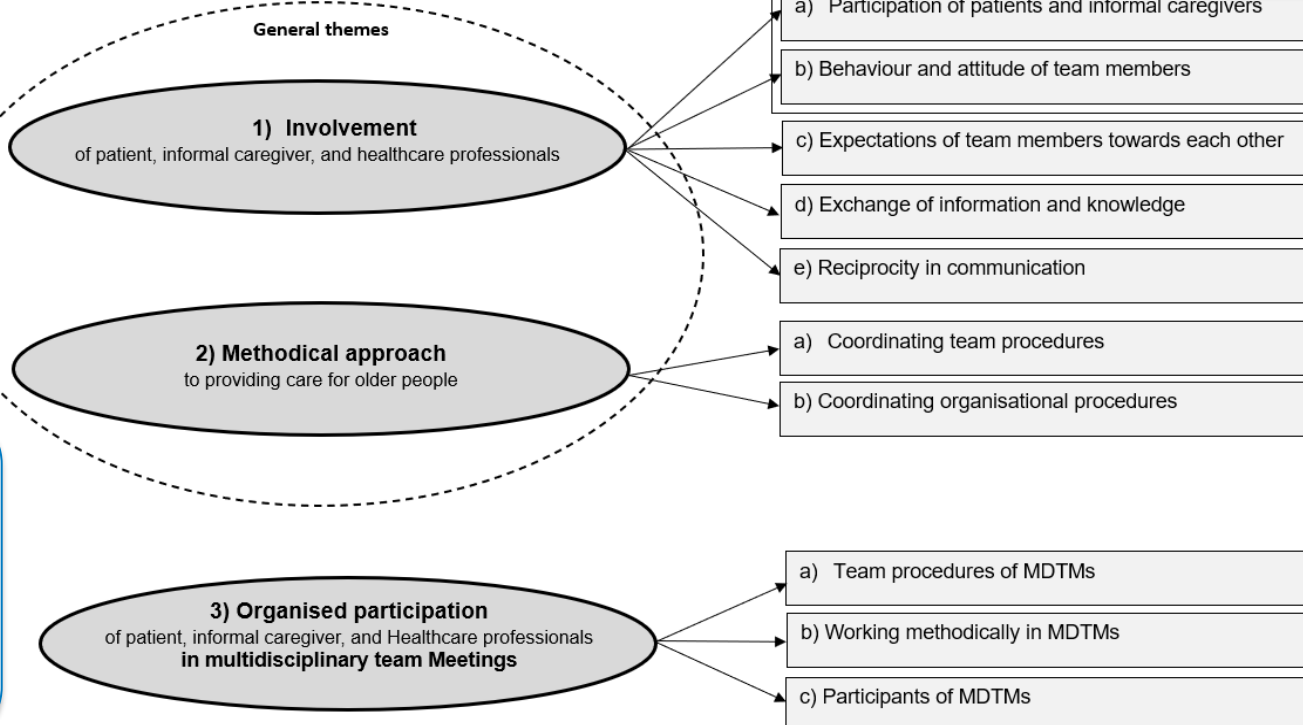 General themes
1) Involvement
of patient, informal caregiver, and healthcare professionals
a) Participation of patients and informal caregivers
b) Behaviour and attitude of team members
c) Expectations of team members towards each other
d) Exchange of information and knowledge
e) Reciprocity in communication
2) Methodical approach
to providing care for older people
a) Coordinating team procedures
b) Coordinating organisational procedures
3) Organised participation
of patient, informal caregiver, and Healthcare professionals
in multidisciplinary team Meetings
a) Team procedures of MDTMs
b) Working methodically in MDTMs
c) Participants of MDTMs